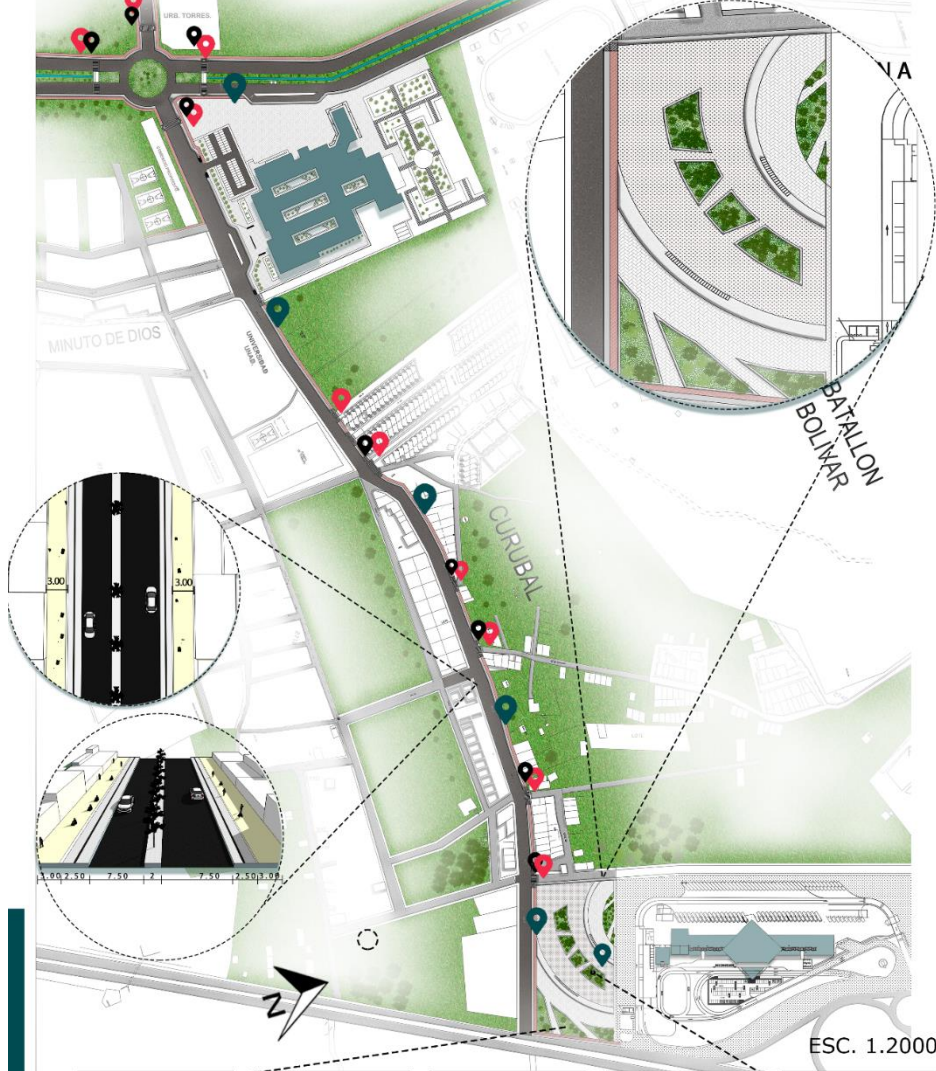 URB. TORRES.
N A
MINUTO DE DIOS
UNIVERSIDAD
UNAB.
BATALLON
BOLIVAR
CURUBAL
3.00
3.00
3.00 2.50 7.50 2 7.50 2.50 3.00
N
ESC. 1.2000